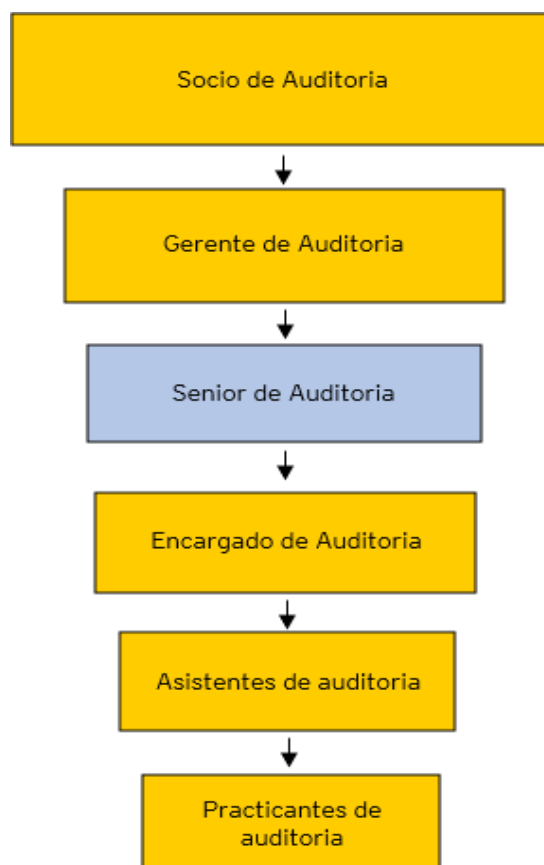 Socio de Auditoria
Gerente de Auditoria
Senior de Auditoria
Encargado de Auditoria
Asistentes de auditoria
Practicantes de
auditoria